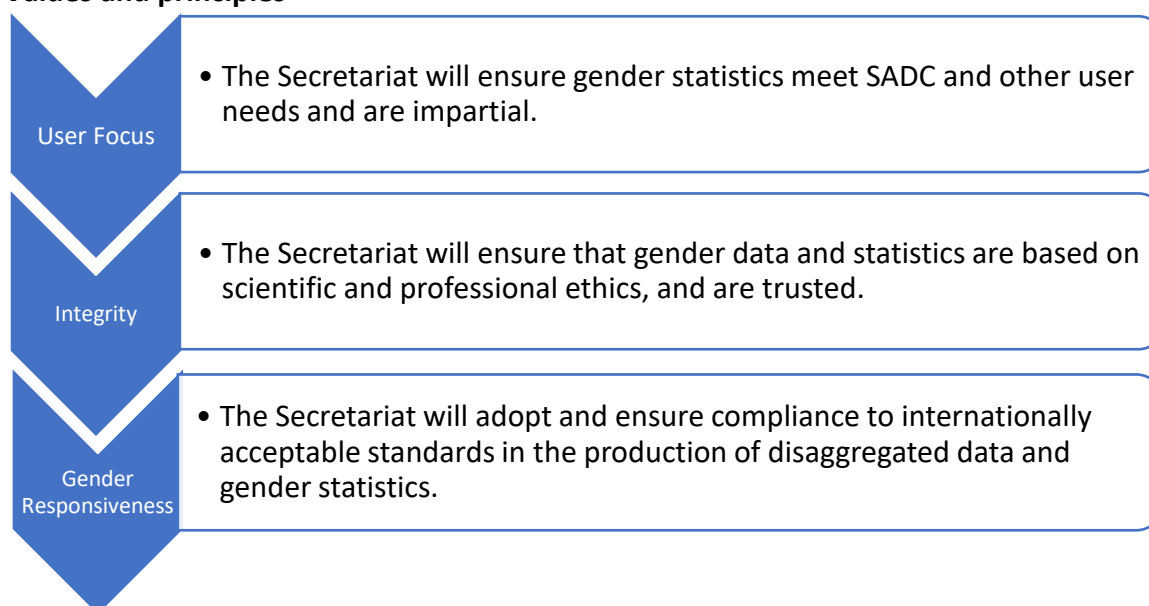 Values and principles
User Focus
• The Secretariat will ensure gender statistics meet SADC and other user
needs and are impartial.
Integrity
• The Secretariat will ensure that gender data and statistics are based on
scientific and professional ethics, and are trusted.
Gender
Responsiveness
• The Secretariat will adopt and ensure compliance to internationally
acceptable standards in the production of disaggregated data and
gender statistics.